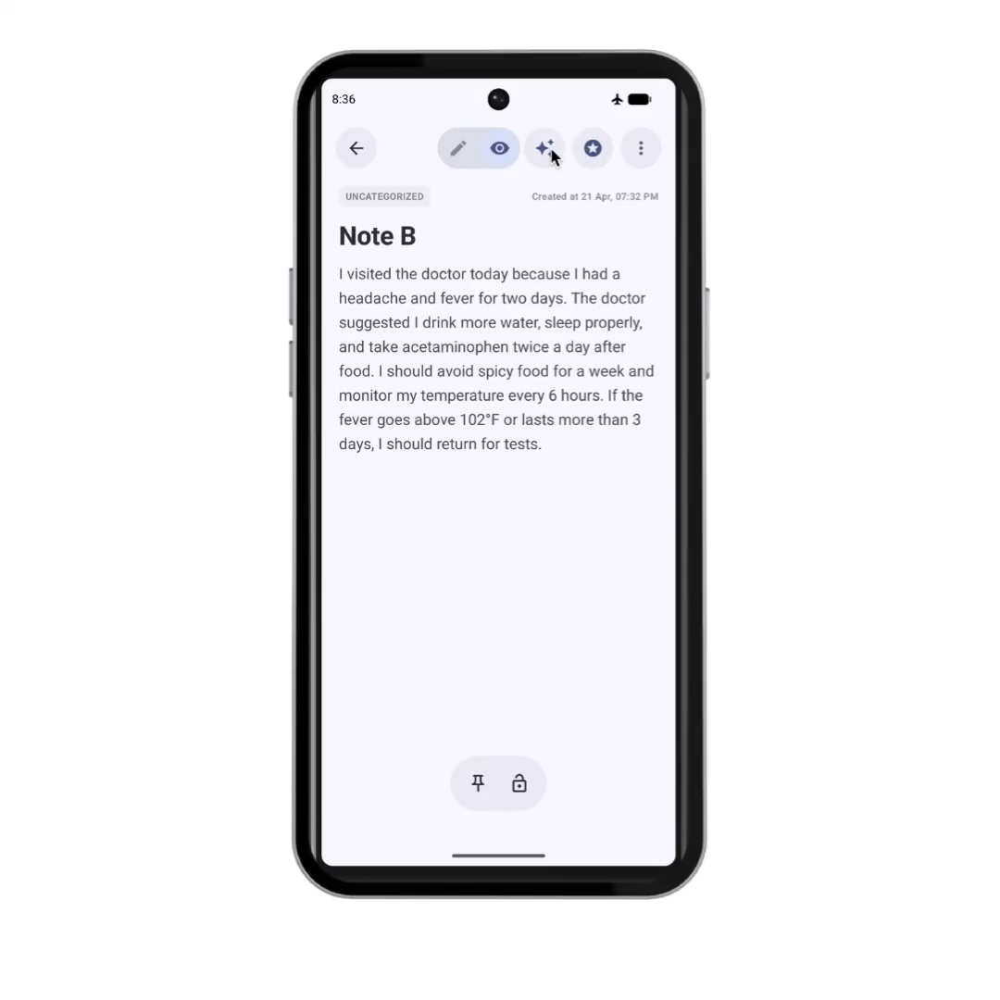 8:36
UNCATEGORIZED
Created at 21 Apr, 07:32 PM
Note B
I visited the doctor today because I had a
headache and fever for two days. The doctor
suggested I drink more water, sleep properly,
and take acetaminophen twice a day after
food. I should avoid spicy food for a week and
monitor my temperature every 6 hours. If the
fever goes above 102°F or lasts more than 3
days, I should return for tests.